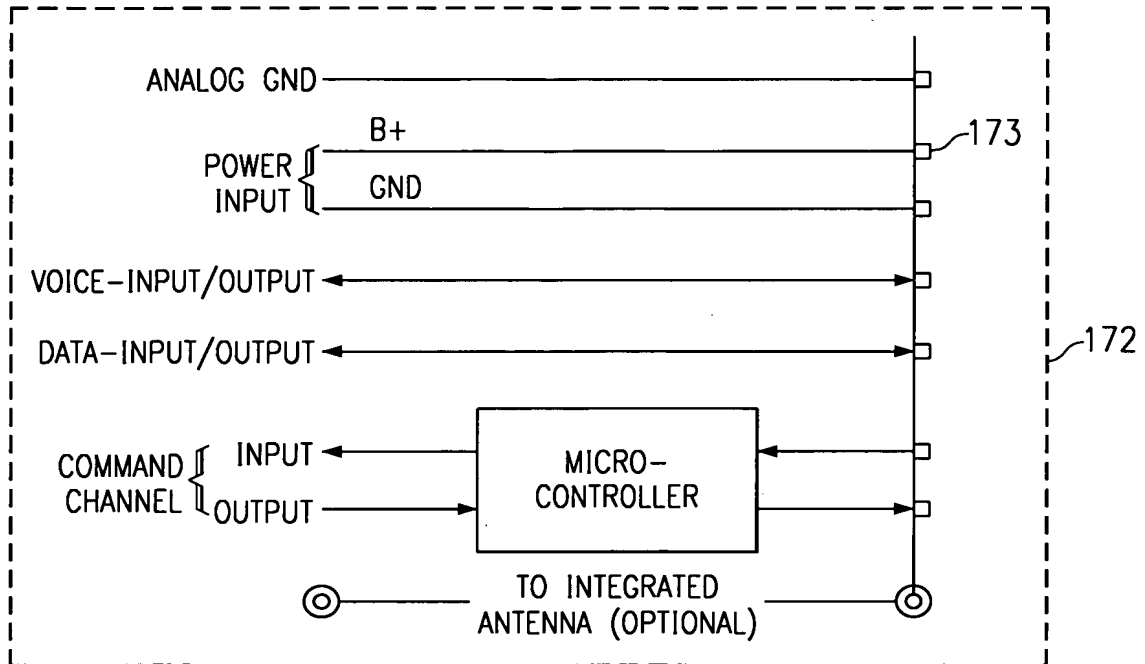 ANALOG GND
B+
173
POWER
INPUT
GND
VOICE-INPUT/OUTPUT
DATA-INPUT/OUTPUT
172
COMMAND
CHANNEL
INPUT
OUTPUT
MICRO-
CONTROLLER
TO INTEGRATED
ANTENNA (OPTIONAL)